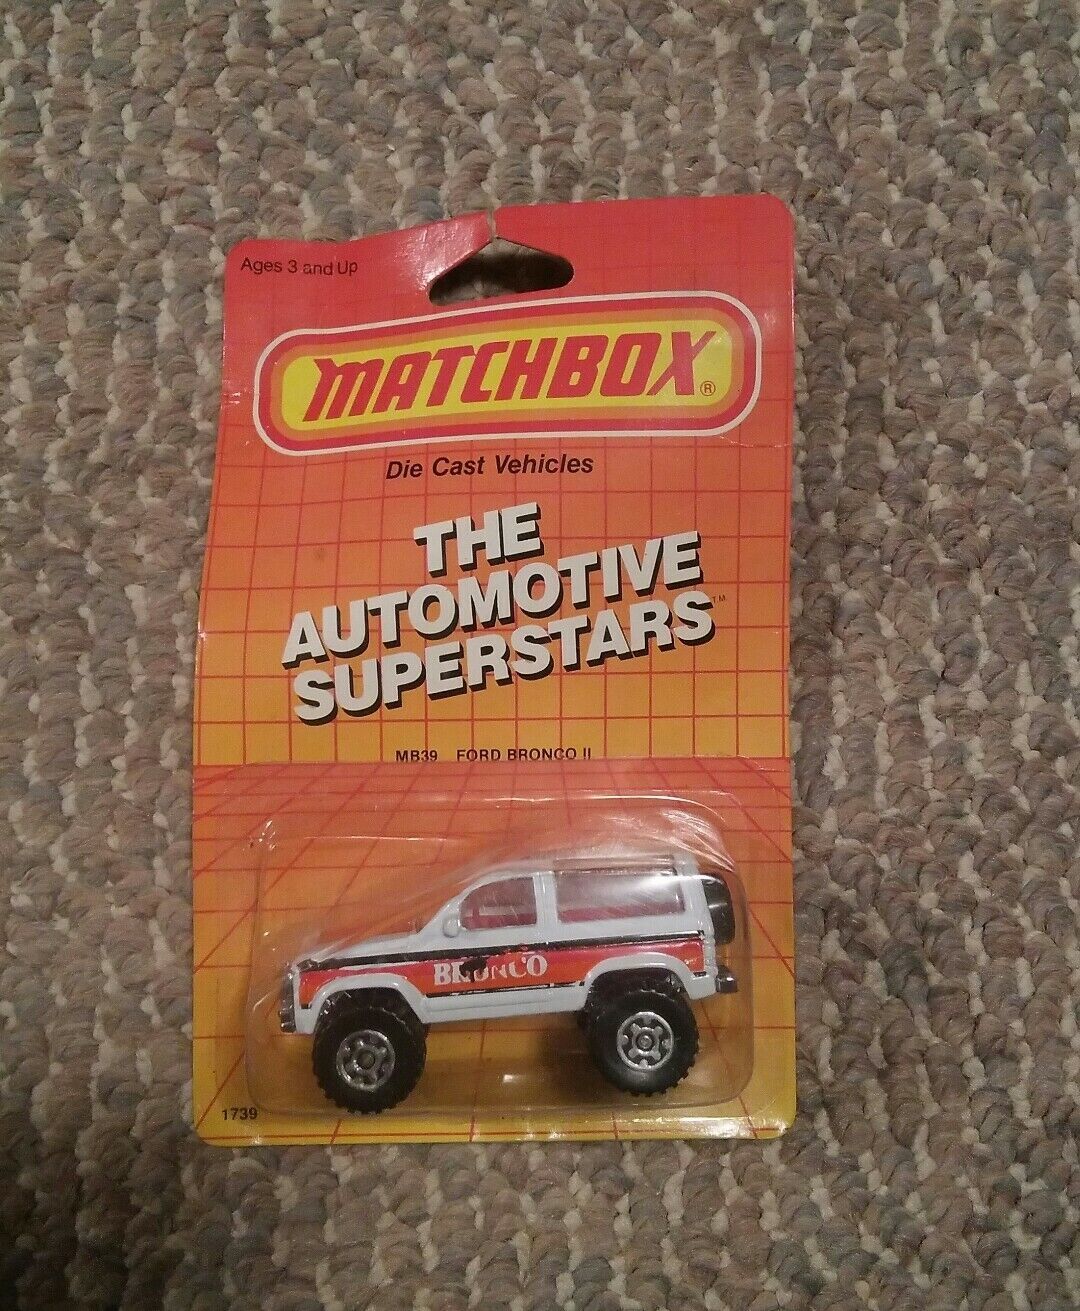 Ages 3 and Up
MATCHBOX®
Die Cast Vehicles
THE
AUTOMOTIVE
SUPERSTARS™
MB39 FORD BRONCO II
BRONCO
1739